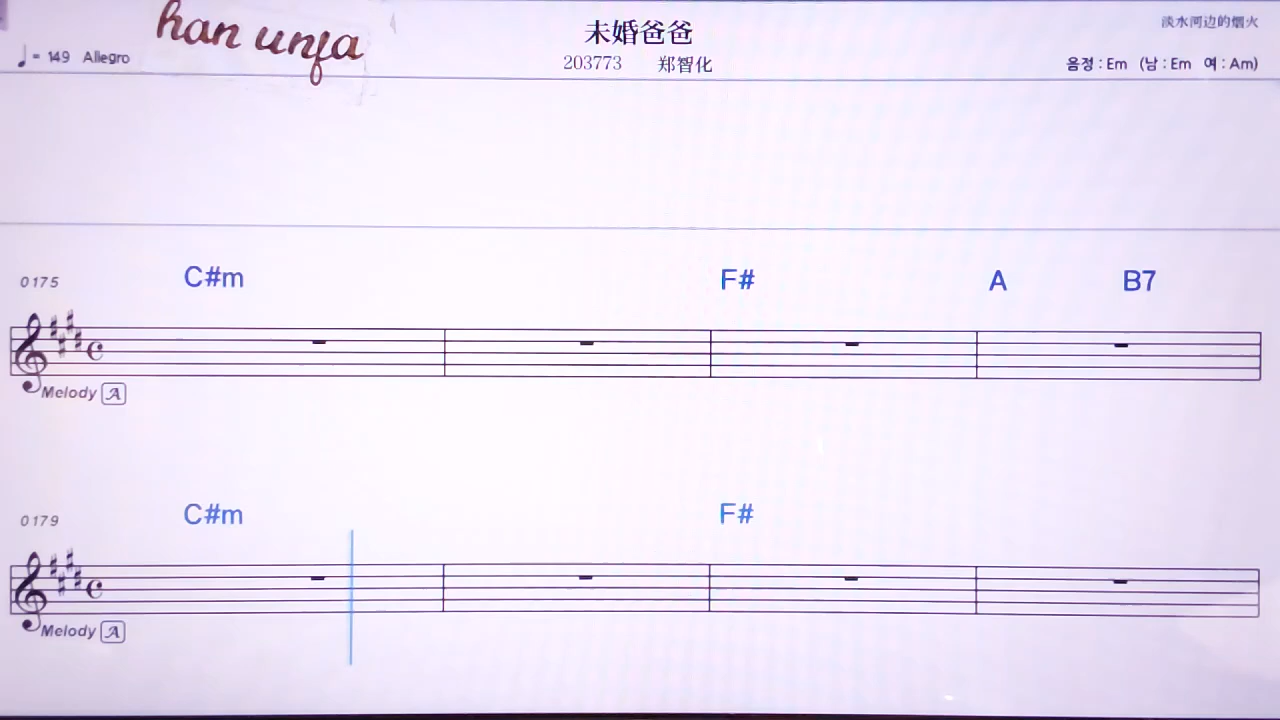 han unja
未婚爸爸
淡水河边的烟火
♩ = 149 Allegro
203773 郑智化
음정 : Em (남 : Em 여 : Am)
0175 C#m F# A B7
Melody A
0179 C#m F#
Melody A